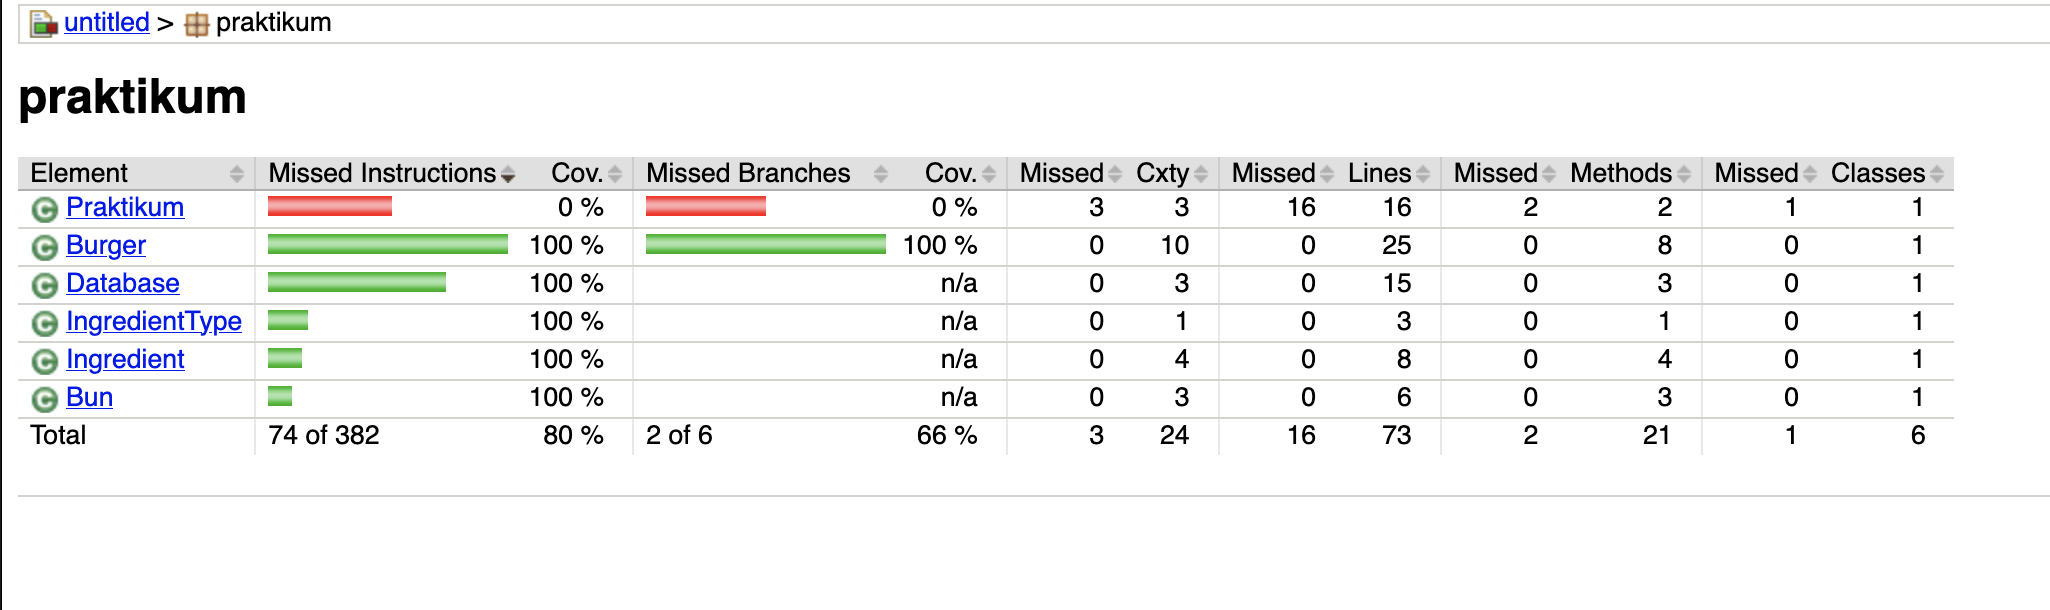 untitled > praktikum
praktikum
Element Missed Instructions Cov. Missed Branches Cov. Missed Cxty Missed Lines Missed Methods Missed Classes
Praktikum 0 % 0 % 3 3 16 16 2 2 1 1
Burger 100 % 100 % 0 10 0 25 0 8 0 1
Database 100 % n/a 0 3 0 15 0 3 0 1
IngredientType 100 % n/a 0 1 0 3 0 1 0 1
Ingredient 100 % n/a 0 4 0 8 0 4 0 1
Bun 100 % n/a 0 3 0 6 0 3 0 1
Total 74 of 382 80 % 2 of 6 66 % 3 24 16 73 2 21 1 6